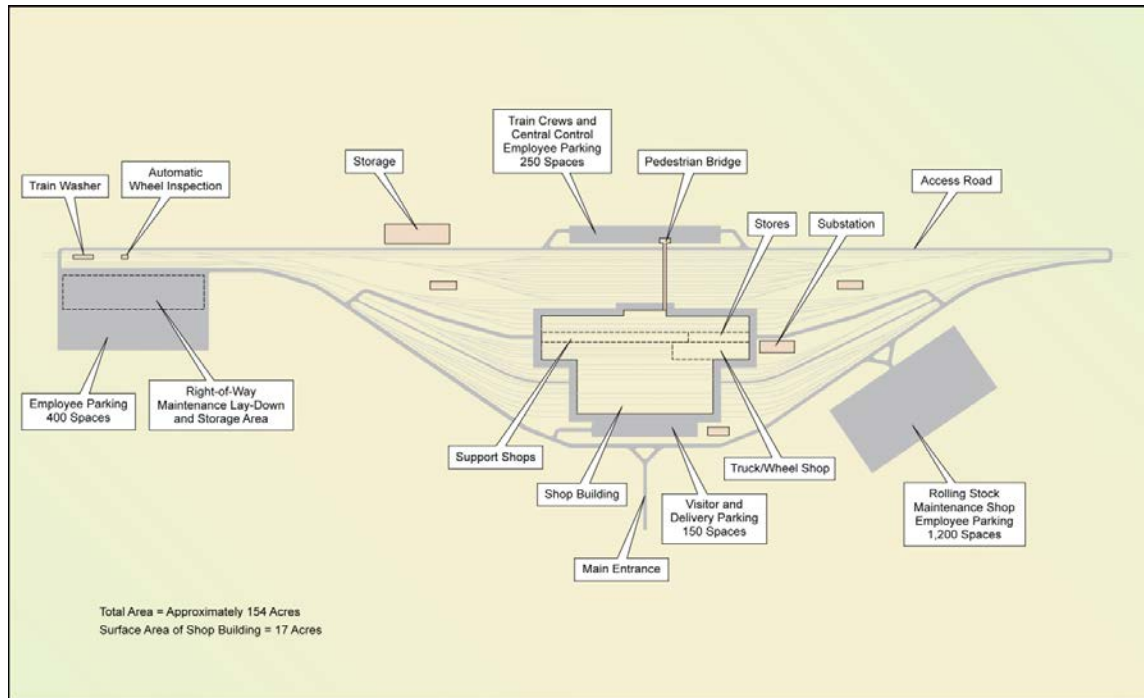 Train Crews and
Central Control
Employee Parking
250 Spaces
Storage
Pedestrian Bridge
Automatic
Wheel Inspection
Train Washer
Access Road
Stores
Substation
Employee Parking
400 Spaces
Right-of-Way
Maintenance Lay-Down
and Storage Area
Support Shops
Truck/Wheel Shop
Shop Building
Visitor and
Delivery Parking
150 Spaces
Rolling Stock
Maintenance Shop
Employee Parking
1,200 Spaces
Main Entrance
Total Area = Approximately 154 Acres
Surface Area of Shop Building = 17 Acres